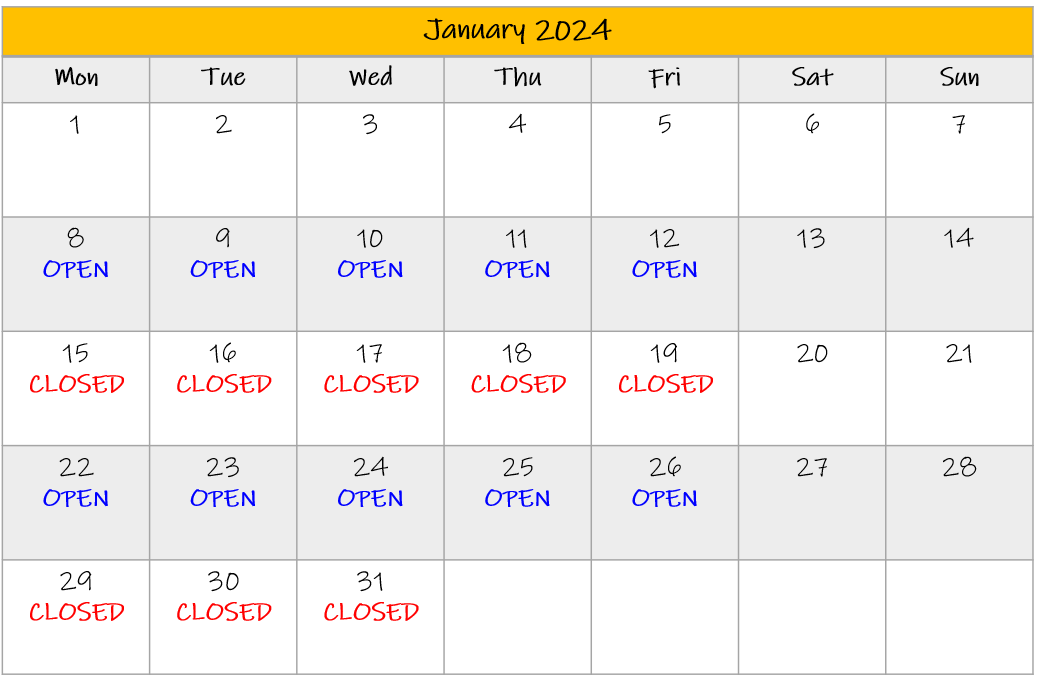 January 2024
Mon Tue Wed Thu Fri Sat Sun
1 2 3 4 5 6 7
8 9 10 11 12 13 14
OPEN OPEN OPEN OPEN OPEN
15 16 17 18 19 20 21
CLOSED CLOSED CLOSED CLOSED CLOSED
22 23 24 25 26 27 28
OPEN OPEN OPEN OPEN OPEN
29 30 31
CLOSED CLOSED CLOSED